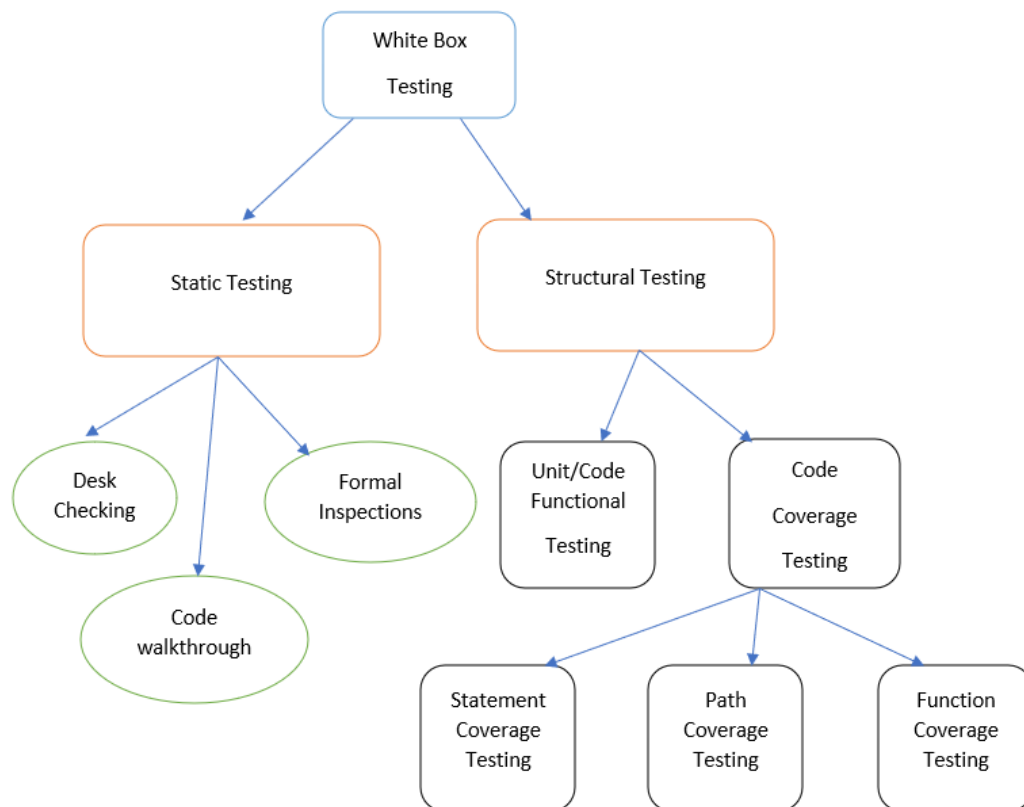 White Box
Testing
Static Testing
Structural Testing
Desk
Checking
Formal
Inspections
Code
walkthrough
Unit/Code
Functional
Testing
Code
Coverage
Testing
Statement
Coverage
Testing
Path
Coverage
Testing
Function
Coverage
Testing